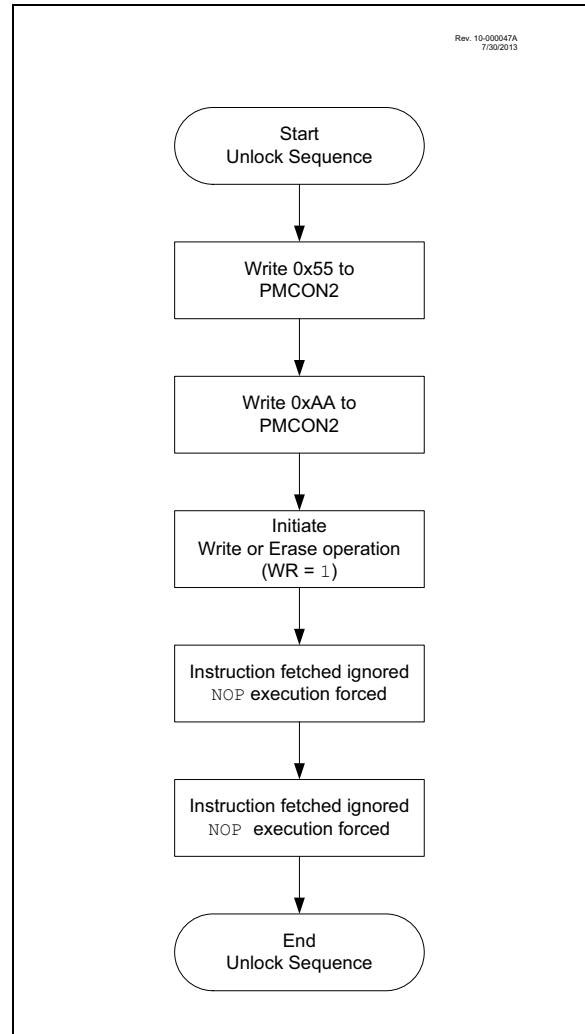 Rev. 10-000047A
7/30/2013
Start
Unlock Sequence
Write 0x55 to
PMCON2
Write 0xAA to
PMCON2
Initiate
Write or Erase operation
(WR = 1)
Instruction fetched ignored
NOP execution forced
Instruction fetched ignored
NOP execution forced
End
Unlock Sequence